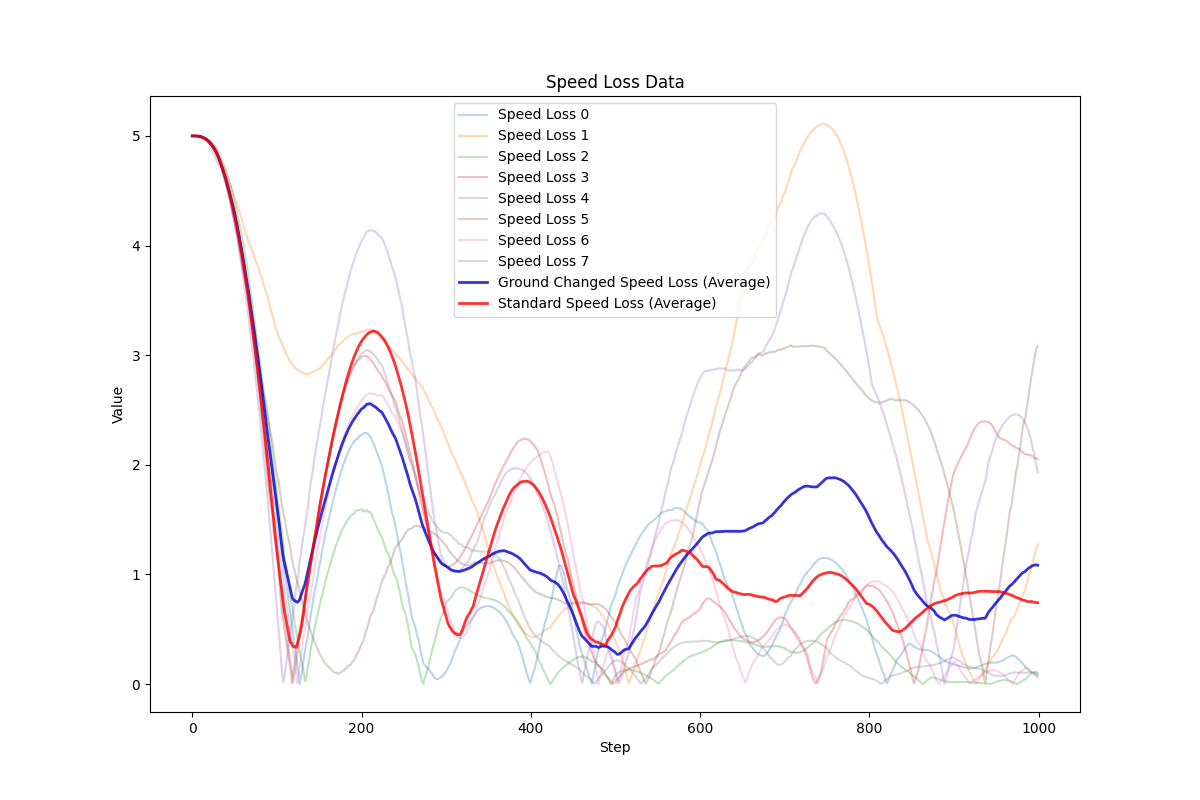 Speed Loss Data
Speed Loss 0
Speed Loss 1
Speed Loss 2
Speed Loss 3
Speed Loss 4
Speed Loss 5
Speed Loss 6
Speed Loss 7
Ground Changed Speed Loss (Average)
Standard Speed Loss (Average)
5
4
3
2
1
0
Value
0 200 400 600 800 1000
Step